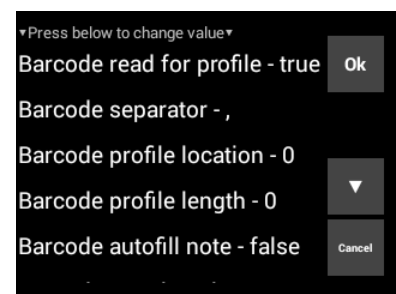 ▾Press below to change value▾
Barcode read for profile - true
Ok
Barcode separator - ,
Barcode profile location - 0
Barcode profile length - 0
▼
Barcode autofill note - false
Cancel